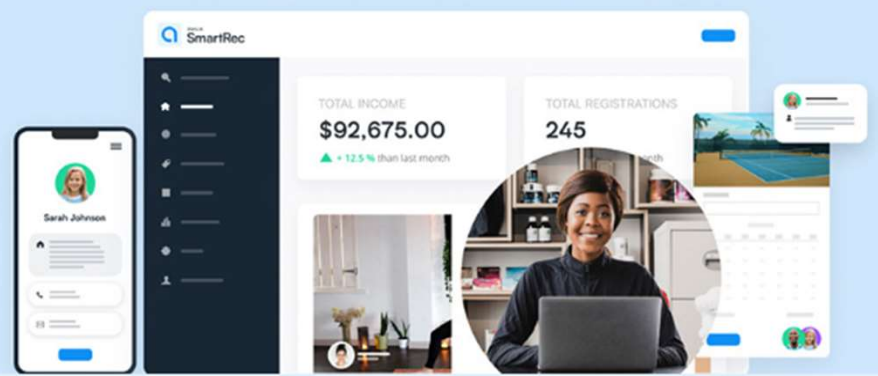 SmartRec
TOTAL INCOME
$92,675.00
+ 12.5 % than last month
TOTAL REGISTRATIONS
245
Sarah Johnson